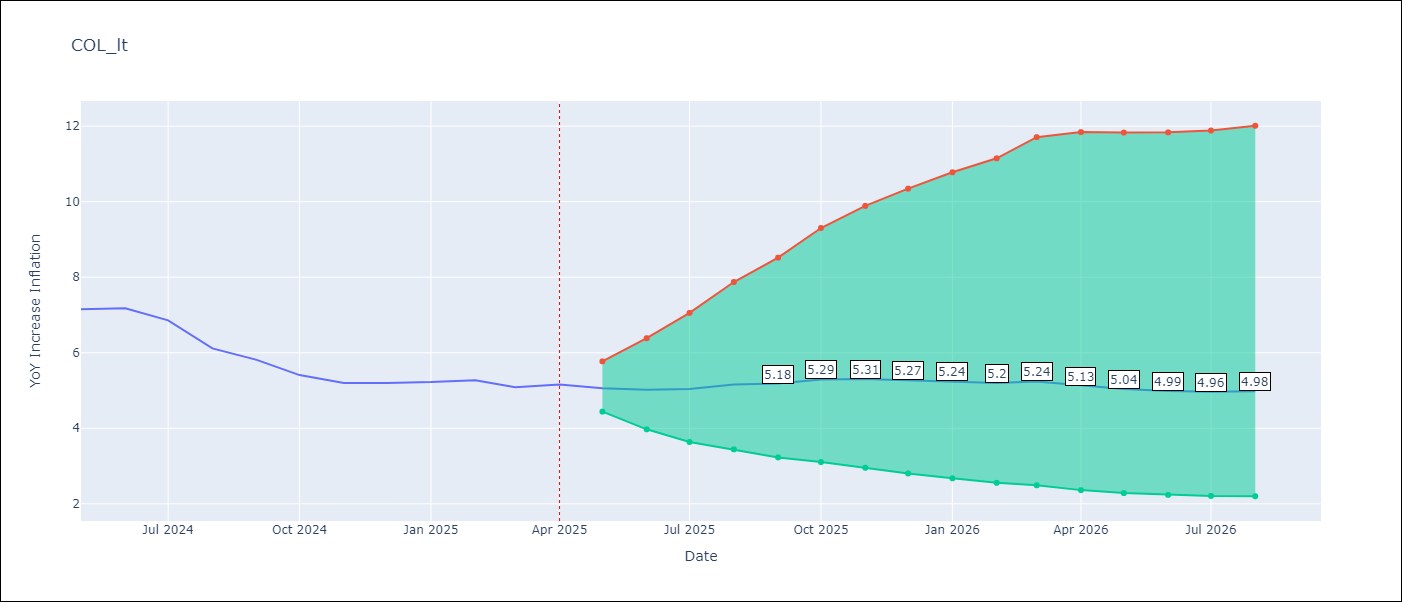 COL_lt
YoY Increase Inflation
12
10
8
6
4
2
5.18
5.29
5.31
5.27
5.24
5.2
5.24
5.13
5.04
4.99
4.96
4.98
Jul 2024
Oct 2024
Jan 2025
Apr 2025
Jul 2025
Oct 2025
Jan 2026
Apr 2026
Jul 2026
Date